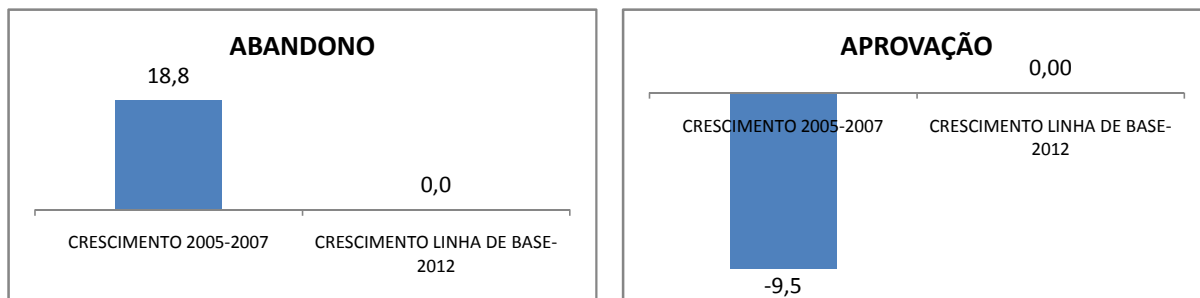 ABANDONO
18,8
0,0
CRESCIMENTO 2005-2007
CRESCIMENTO LINHA DE BASE-
2012
APROVAÇÃO
0,00
CRESCIMENTO 2005-2007
CRESCIMENTO LINHA DE BASE-
2012
-9,5